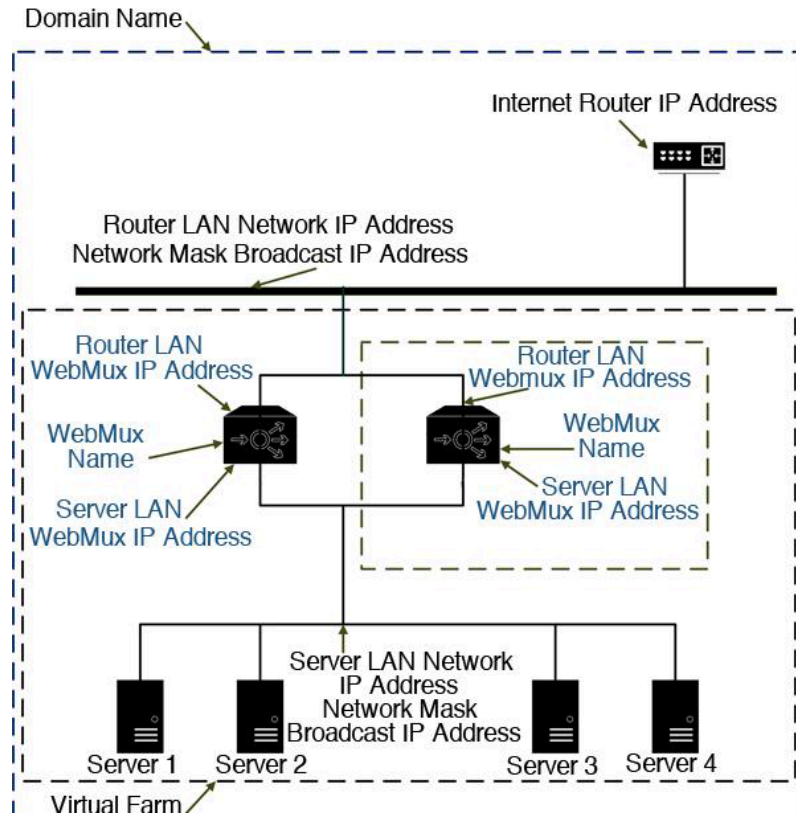 Domain Name
Internet Router IP Address
Router LAN Network IP Address
Network Mask Broadcast IP Address
Router LAN
WebMux IP Address
Router LAN
Webmux IP Address
WebMux
Name
WebMux
Name
Server LAN
WebMux IP Address
Server LAN
WebMux IP Address
Server LAN Network
IP Address
Network Mask
Broadcast IP Address
Server 1
Server 2
Server 3
Server 4
Virtual Farm